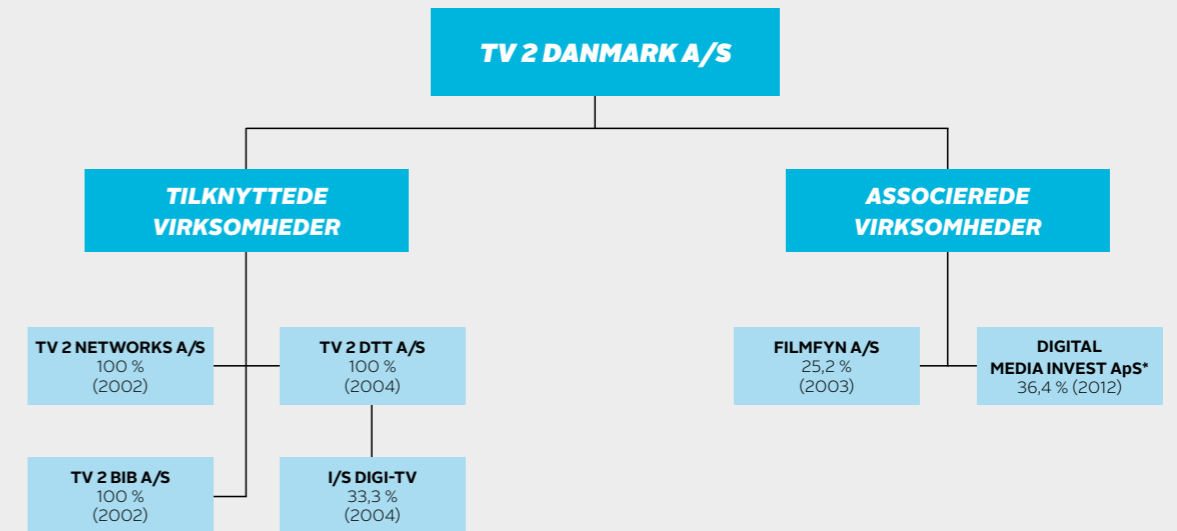 TV 2 DANMARK A/S
TILKNYTTEDE
VIRKSOMHEDER
ASSOCIEREDE
VIRKSOMHEDER
TV 2 NETWORKS A/S
100 %
(2002)
TV 2 DTT A/S
100 %
(2004)
FILMFYN A/S
25,2 %
(2003)
DIGITAL
MEDIA INVEST ApS*
36,4 % (2012)
TV 2 BIB A/S
100 %
(2002)
I/S DIGI-TV
33,3 %
(2004)